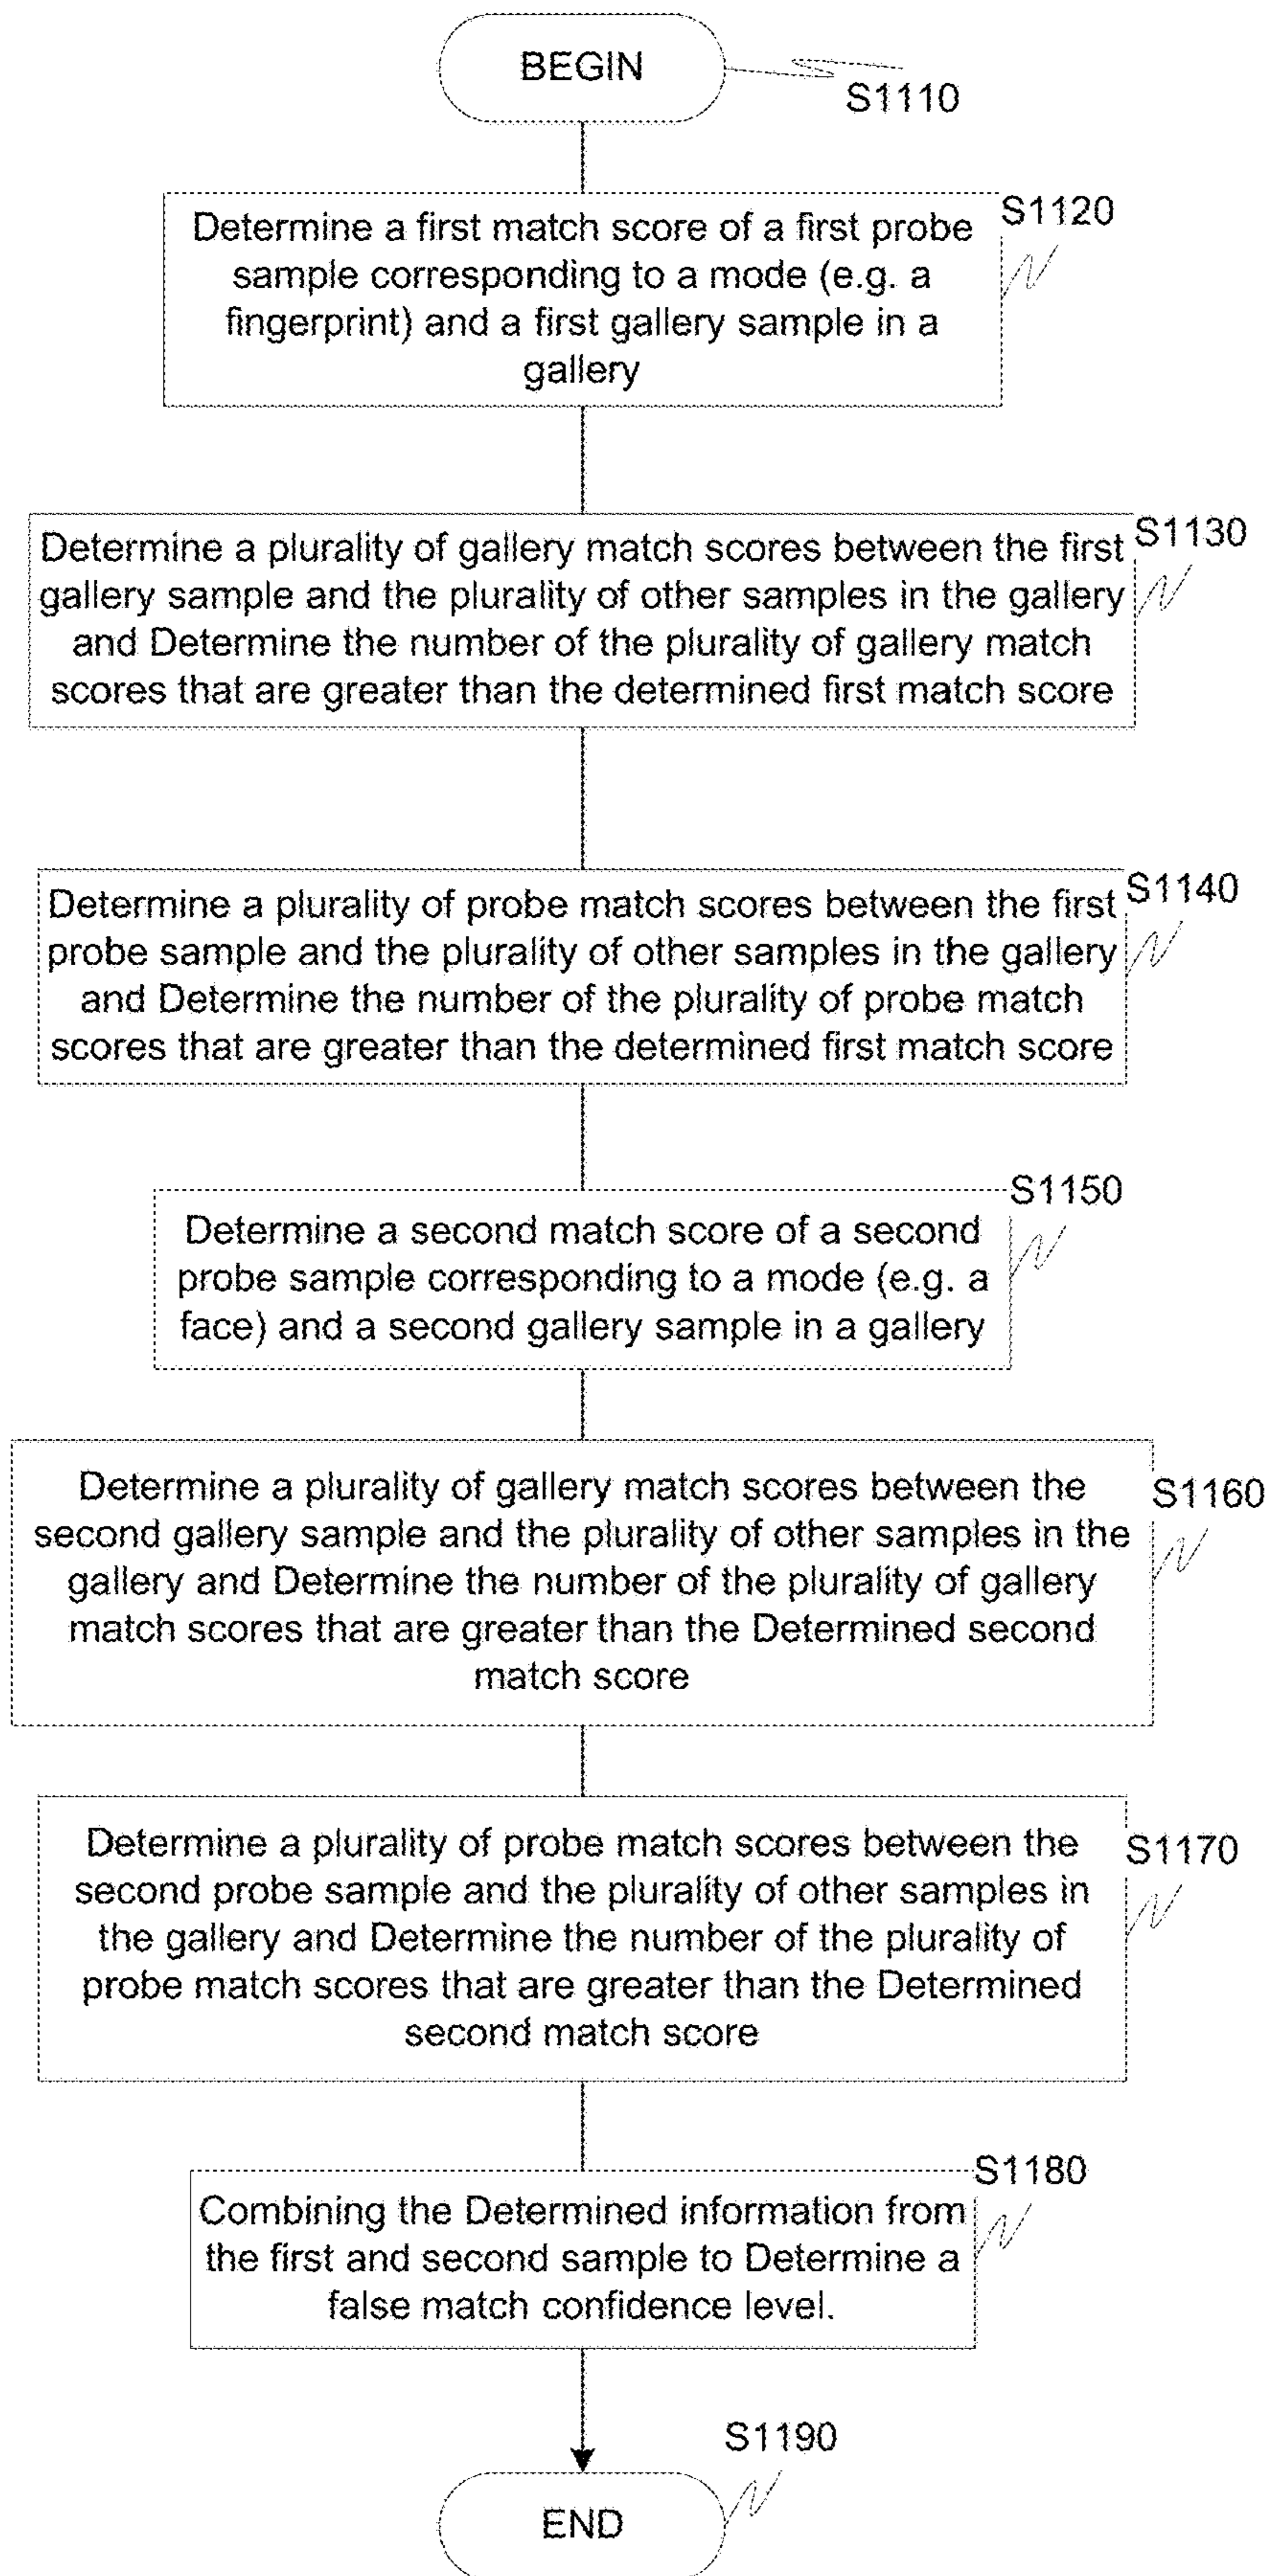 BEGIN
S1110
Determine a first match score of a first probe
sample corresponding to a mode (e.g. a
fingerprint) and a first gallery sample in a
gallery
S1120
Determine a plurality of gallery match scores between the first
gallery sample and the plurality of other samples in the gallery
and Determine the number of the plurality of gallery match
scores that are greater than the determined first match score
S1130
Determine a plurality of probe match scores between the first
probe sample and the plurality of other samples in the gallery
and Determine the number of the plurality of probe match
scores that are greater than the determined first match score
S1140
Determine a second match score of a second
probe sample corresponding to a mode (e.g. a
face) and a second gallery sample in a gallery
S1150
Determine a plurality of gallery match scores between the
second gallery sample and the plurality of other samples in the
gallery and Determine the number of the plurality of gallery
match scores that are greater than the Determined second
match score
S1160
Determine a plurality of probe match scores between the
second probe sample and the plurality of other samples in
the gallery and Determine the number of the plurality of
probe match scores that are greater than the Determined
second match score
S1170
Combining the Determined information from
the first and second sample to Determine a
false match confidence level.
S1180
END
S1190